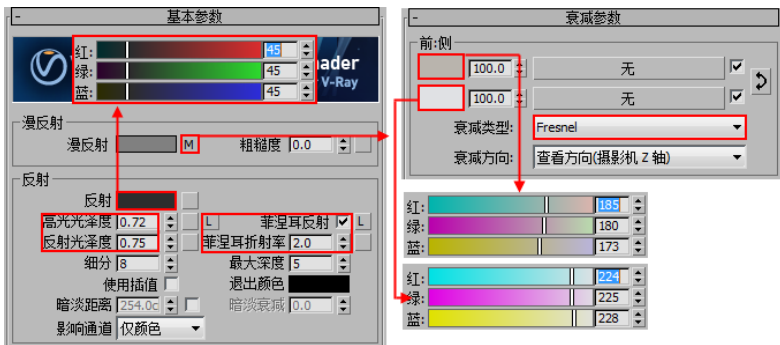 - 基本参数
红: 45
绿: 45
蓝: 45
ader
V-Ray
漫反射
漫反射 M 粗糙度 0.0
反射
反射
高光光泽度 0.72 L 菲涅耳反射 L
反射光泽度 0.75 菲涅耳折射率 2.0
细分 8 最大深度 5
使用插值 退出颜色
暗淡距离 254.0c 暗淡衰减 0.0
影响通道 仅颜色
- 衰减参数
前:侧
100.0 无
100.0 无
衰减类型: Fresnel
衰减方向: 查看方向(摄影机 Z 轴)
红: 185
绿: 180
蓝: 173
红: 224
绿: 225
蓝: 228